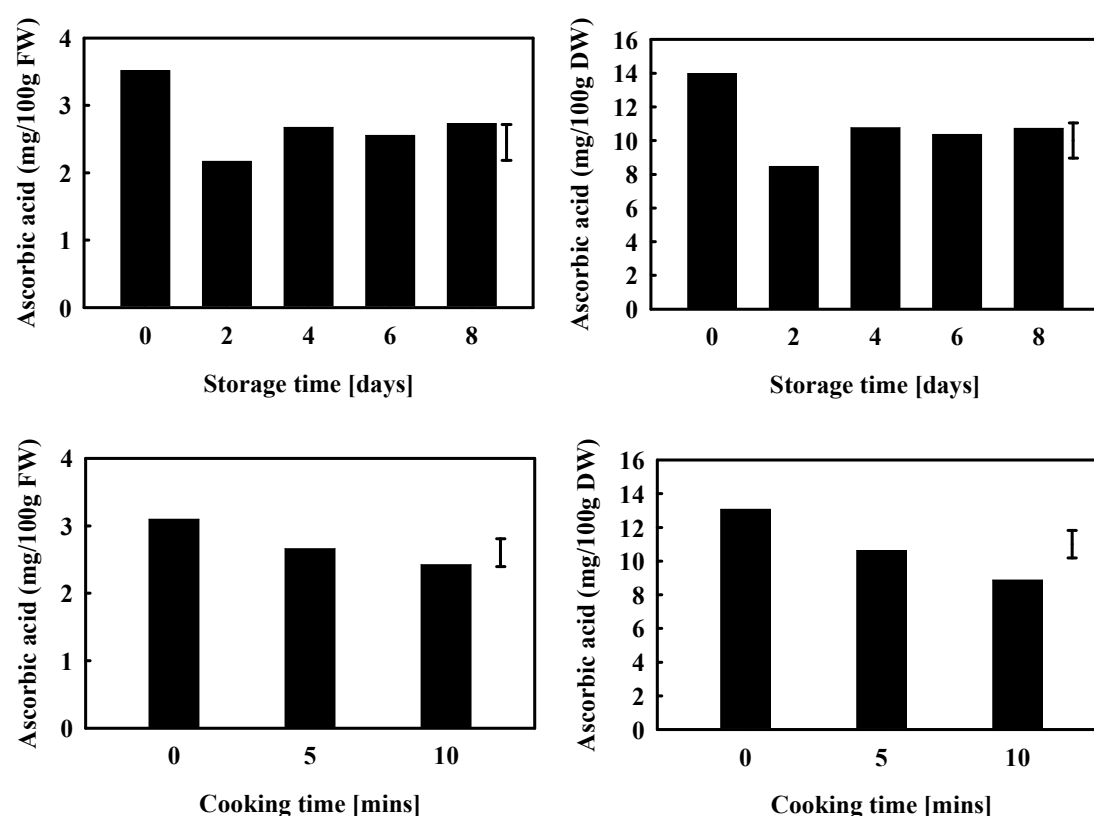 Ascorbic acid (mg/100g FW)
4
3
2
1
0
0 2 4 6 8
Storage time [days]
Ascorbic acid (mg/100g DW)
16
14
12
10
8
6
4
2
0
0 2 4 6 8
Storage time [days]
Ascorbic acid (mg/100g FW)
4
3
2
1
0
0 5 10
Cooking time [mins]
Ascorbic acid (mg/100g DW)
16
14
12
10
8
6
4
2
0
0 5 10
Cooking time [mins]